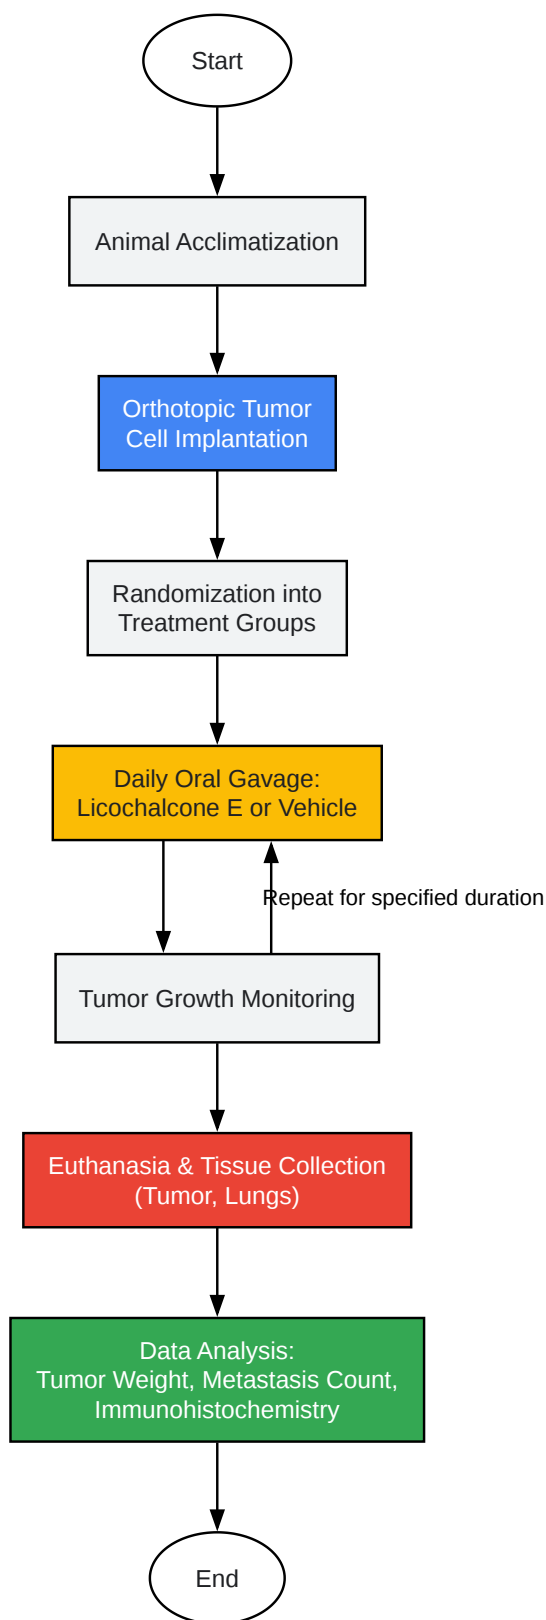 Start
Animal Acclimatization
Orthotopic Tumor
Cell Implantation
Randomization into
Treatment Groups
Daily Oral Gavage:
Licochalcone E or Vehicle
Repeat for specified duration
Tumor Growth Monitoring
Euthanasia & Tissue Collection
(Tumor, Lungs)
Data Analysis:
Tumor Weight, Metastasis Count,
Immunohistochemistry
End